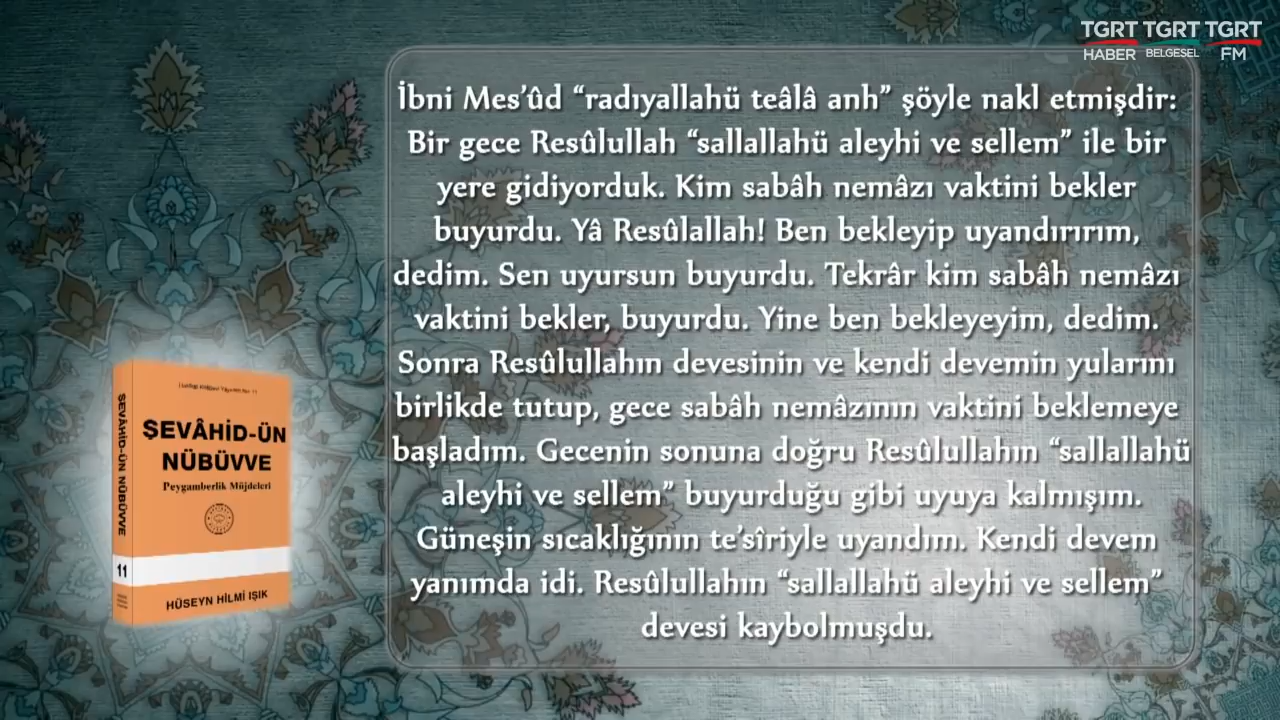 TGRT TGRT TGRT
HABER BELGESEL FM
İbni Mes’ûd “radıyallahü teâlâ anh” şöyle nakl etmişdir:
Bir gece Resûlullah “sallallahü aleyhi ve sellem” ile bir
yere gidiyorduk. Kim sabâh nemâzı vaktini bekler
buyurdu. Yâ Resûlallah! Ben bekleyip uyandırırım,
dedim. Sen uyursun buyurdu. Tekrâr kim sabâh nemâzı
vaktini bekler, buyurdu. Yine ben bekleyeyim, dedim.
Sonra Resûlullahın devesinin ve kendi devemin yularını
birlikde tutup, gece sabâh nemâzının vaktini beklemeye
başladım. Gecenin sonuna doğru Resûlullahın “sallallahü
aleyhi ve sellem” buyurduğu gibi uyuya kalmışım.
Güneşin sıcaklığının te’sîriyle uyandım. Kendi devem
yanımda idi. Resûlullahın “sallallahü aleyhi ve sellem”
devesi kaybolmuşdu.
ŞEVÂHİD-ÜN NÜBÜVVE
11
ŞEVÂHİD-ÜN
NÜBÜVVE
Peygamberlik Müjdeleri
HÜSEYN HİLMİ IŞIK